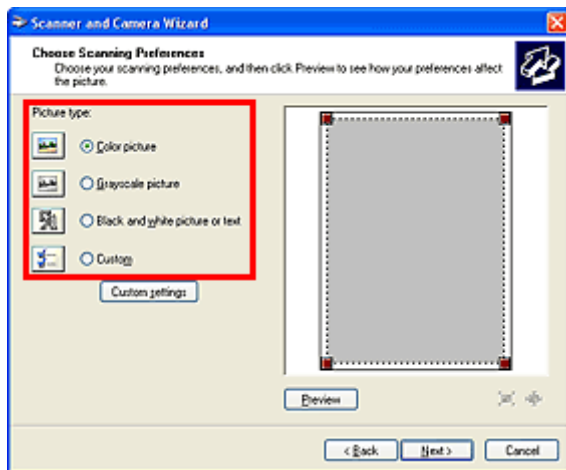 Scanner and Camera Wizard
Choose Scanning Preferences
Choose your scanning preferences, and then click Preview to see how your preferences affect
the picture.
Picture type:
Color picture
Grayscale picture
Black and white picture or text
Custom
Custom settings
Preview
< Back
Next >
Cancel